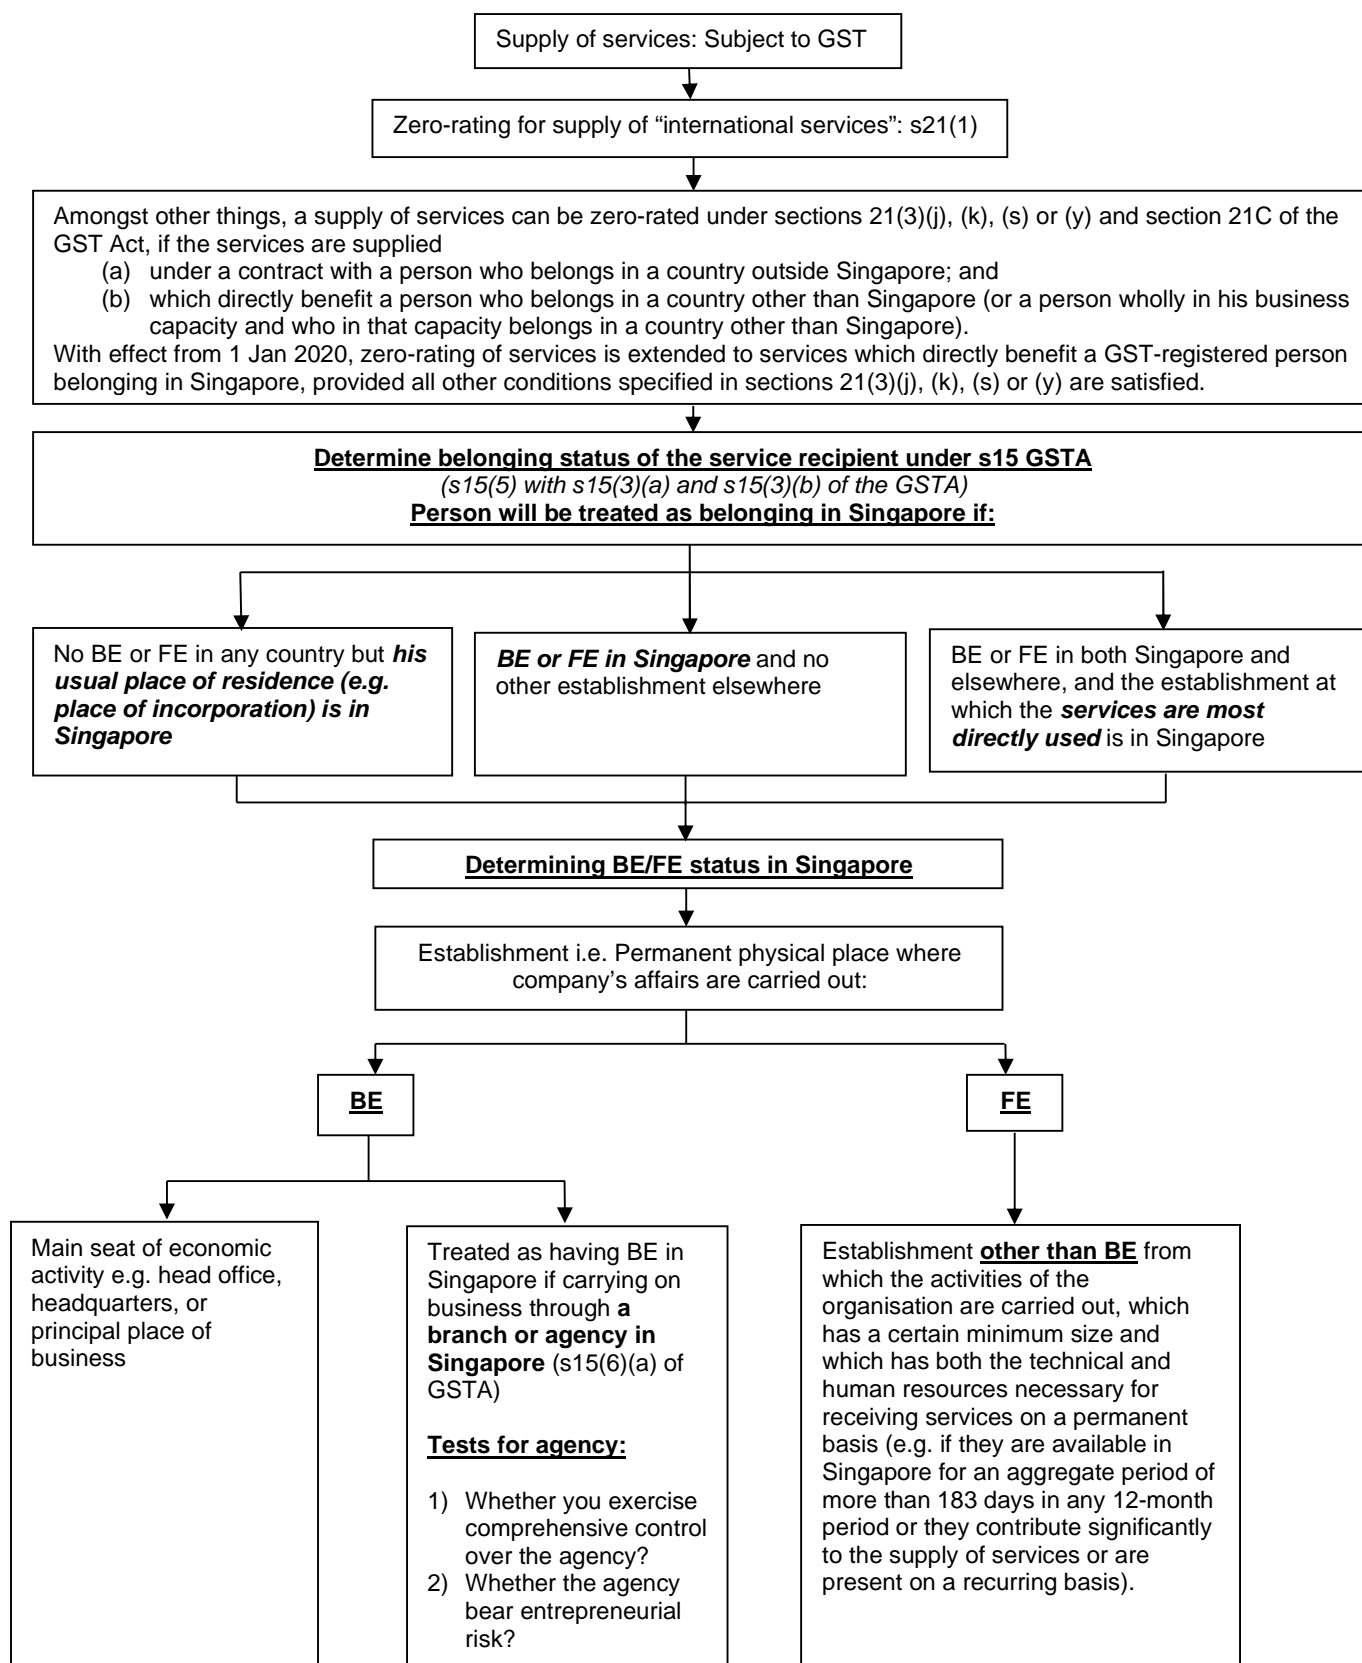 Supply of services: Subject to GST
Zero-rating for supply of “international services”: s21(1)
Amongst other things, a supply of services can be zero-rated under sections 21(3)(j), (k), (s) or (y) and section 21C of the
GST Act, if the services are supplied
(a) under a contract with a person who belongs in a country outside Singapore; and
(b) which directly benefit a person who belongs in a country other than Singapore (or a person wholly in his business
capacity and who in that capacity belongs in a country other than Singapore).
With effect from 1 Jan 2020, zero-rating of services is extended to services which directly benefit a GST-registered person
belonging in Singapore, provided all other conditions specified in sections 21(3)(j), (k), (s) or (y) are satisfied.
Determine belonging status of the service recipient under s15 GSTA
(s15(5) with s15(3)(a) and s15(3)(b) of the GSTA)
Person will be treated as belonging in Singapore if:
No BE or FE in any country but his
usual place of residence (e.g.
place of incorporation) is in
Singapore
BE or FE in Singapore and no
other establishment elsewhere
BE or FE in both Singapore and
elsewhere, and the establishment at
which the services are most
directly used is in Singapore
Determining BE/FE status in Singapore
Establishment i.e. Permanent physical place where
company’s affairs are carried out:
BE
FE
Main seat of economic
activity e.g. head office,
headquarters, or
principal place of
business
Treated as having BE in
Singapore if carrying on
business through a
branch or agency in
Singapore (s15(6)(a) of
GSTA)
Tests for agency:
1) Whether you exercise
comprehensive control
over the agency?
2) Whether the agency
bear entrepreneurial
risk?
Establishment other than BE from
which the activities of the
organisation are carried out, which
has a certain minimum size and
which has both the technical and
human resources necessary for
receiving services on a permanent
basis (e.g. if they are available in
Singapore for an aggregate period of
more than 183 days in any 12-month
period or they contribute significantly
to the supply of services or are
present on a recurring basis).